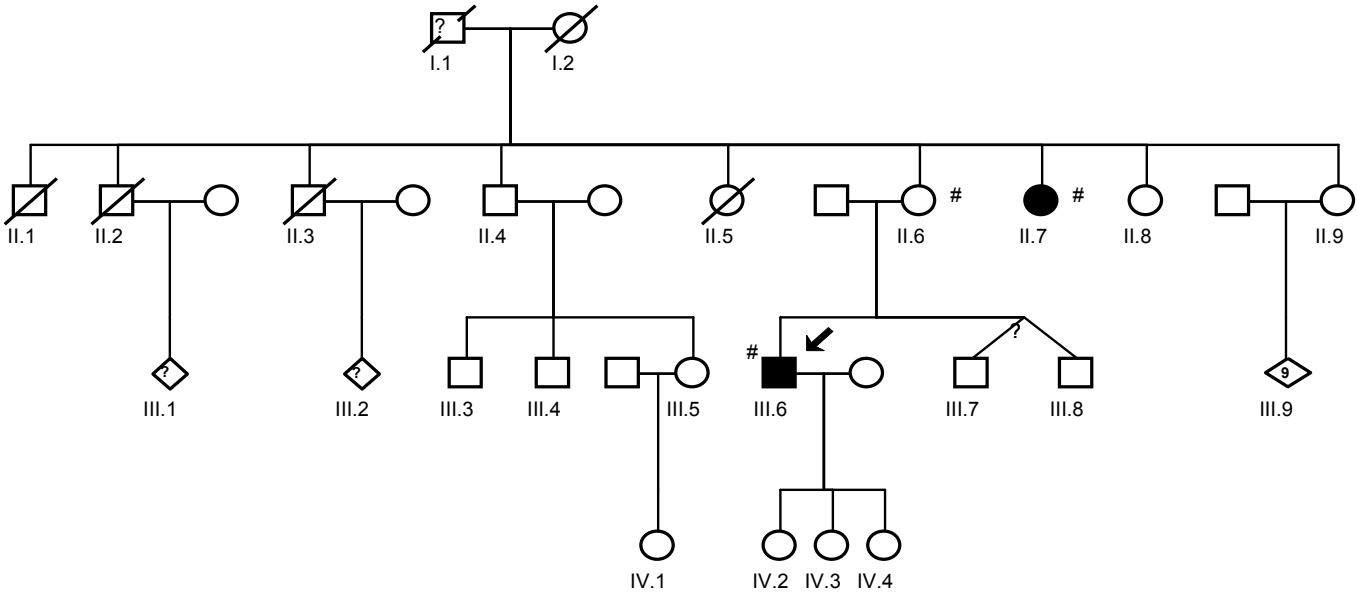 ?
I.1 I.2
# #
II.1 II.2 II.3 II.4 II.5 II.6 II.7 II.8 II.9
?
#
? ? 9
III.1 III.2 III.3 III.4 III.5 III.6 III.7 III.8 III.9
IV.1 IV.2 IV.3 IV.4